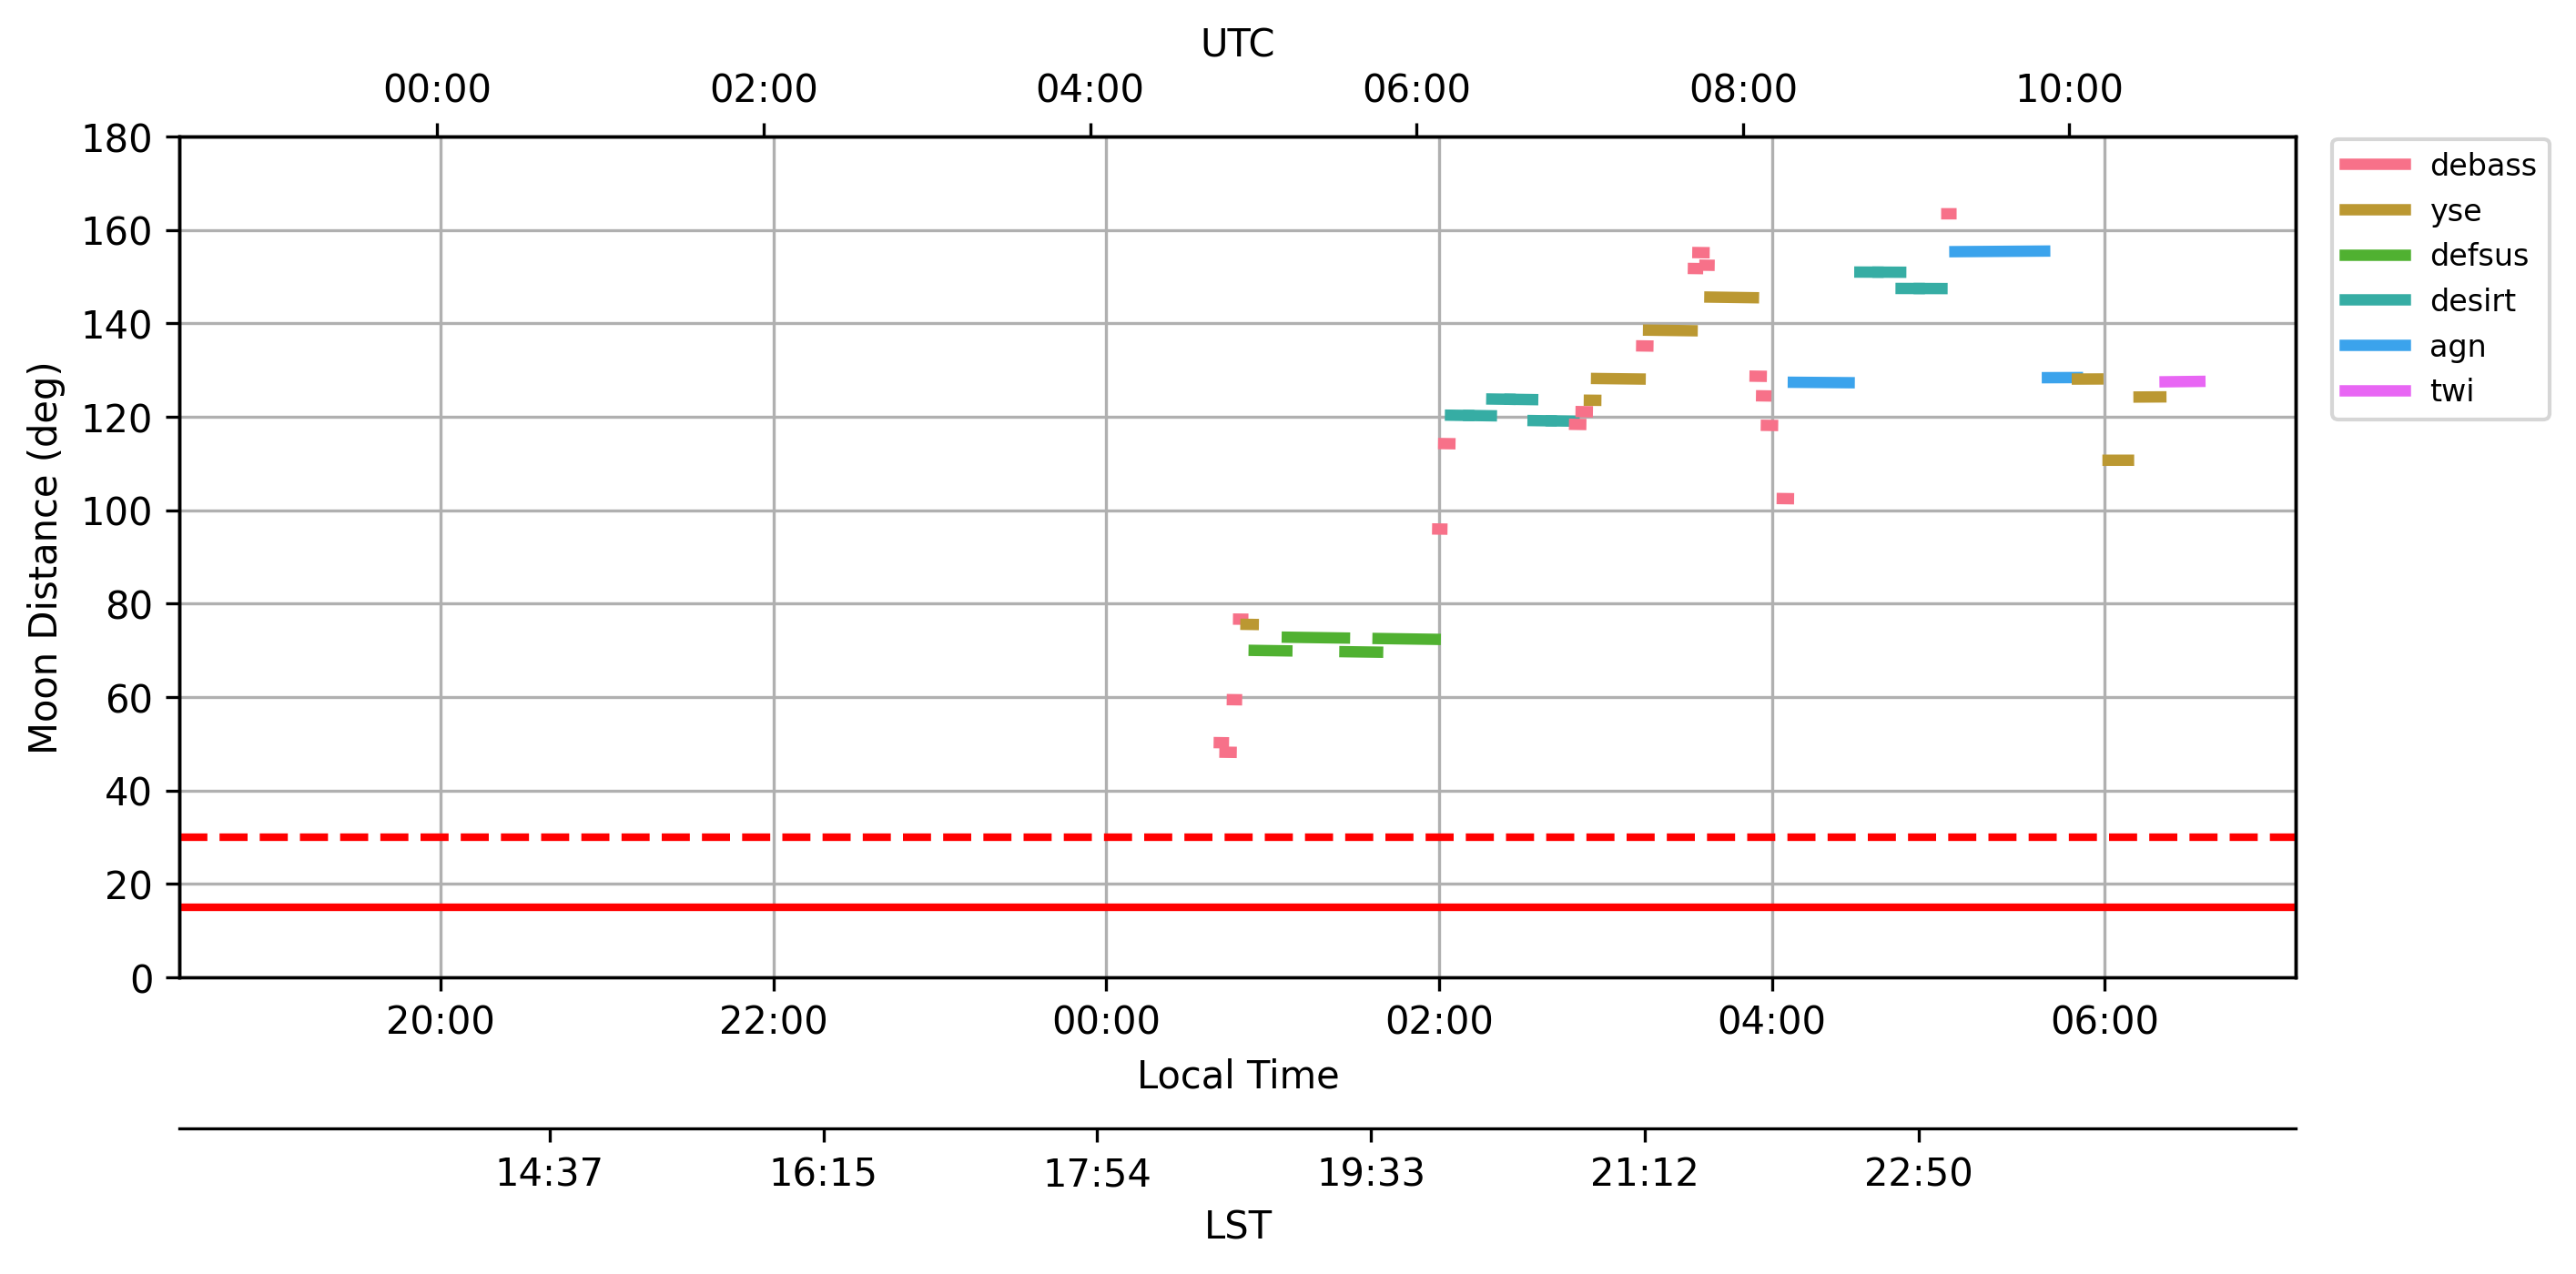 UTC
00:00 02:00 04:00 06:00 08:00 10:00
180
160
140
120
100
80
60
40
20
0
Moon Distance (deg)
debass
yse
defsus
desirt
agn
twi
20:00 22:00 00:00 02:00 04:00 06:00
Local Time
14:37 16:15 17:54 19:33 21:12 22:50
LST